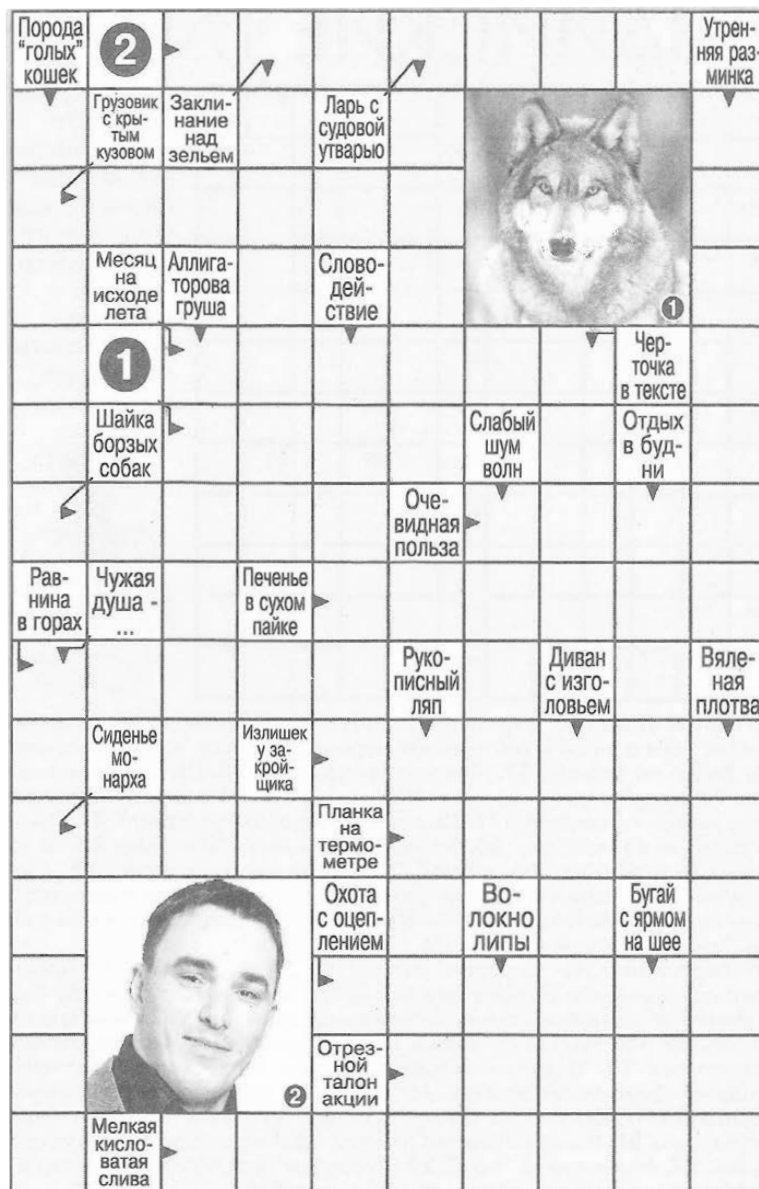 Порода
"голых"
кошек
2
Утрен-
няя раз-
минка
Грузовик
с кры-
тым
кузовом
Закли-
нание
над
зельем
Ларь с
судовой
утварью
1
Месяц
на
исходе
лета
Аллига-
торова
груша
Слово-
дей-
ствие
1
Чер-
точка
в тексте
Шайка
борзых
собак
Слабый
шум
волн
Отдых
в буд-
ни
Оче-
видная
польза
Рав-
нина
в горах
Чужая
душа -
...
Печенье
в сухом
пайке
Руко-
писный
ляп
Диван
с изго-
ловьем
Вяле-
ная
плотва
Сиденье
мо-
нарха
Излишек
у за-
крой-
щика
Планка
на
термо-
метре
2
Охота
с оцеп-
лением
Во-
локно
липы
Бугай
с ярмом
на шее
Отрез-
ной
талон
акции
Мелкая
кисло-
ватая
слива